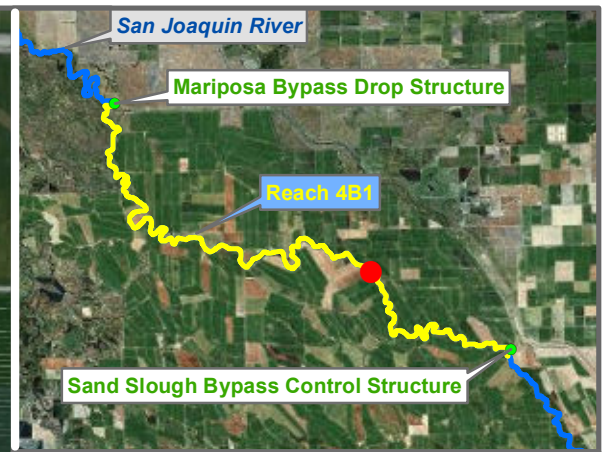 San Joaquin River
Mariposa Bypass Drop Structure
Reach 4B1
Sand Slough Bypass Control Structure